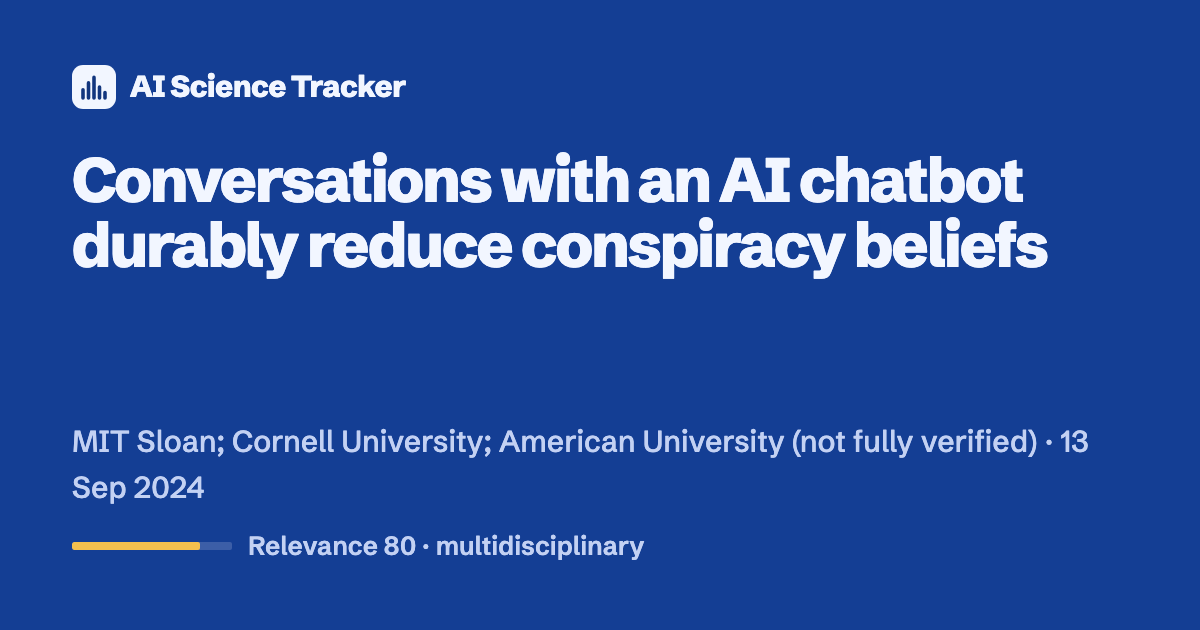 AI Science Tracker
Conversations with an AI chatbot
durably reduce conspiracy beliefs
MIT Sloan; Cornell University; American University (not fully verified) · 13
Sep 2024
Relevance 80 · multidisciplinary